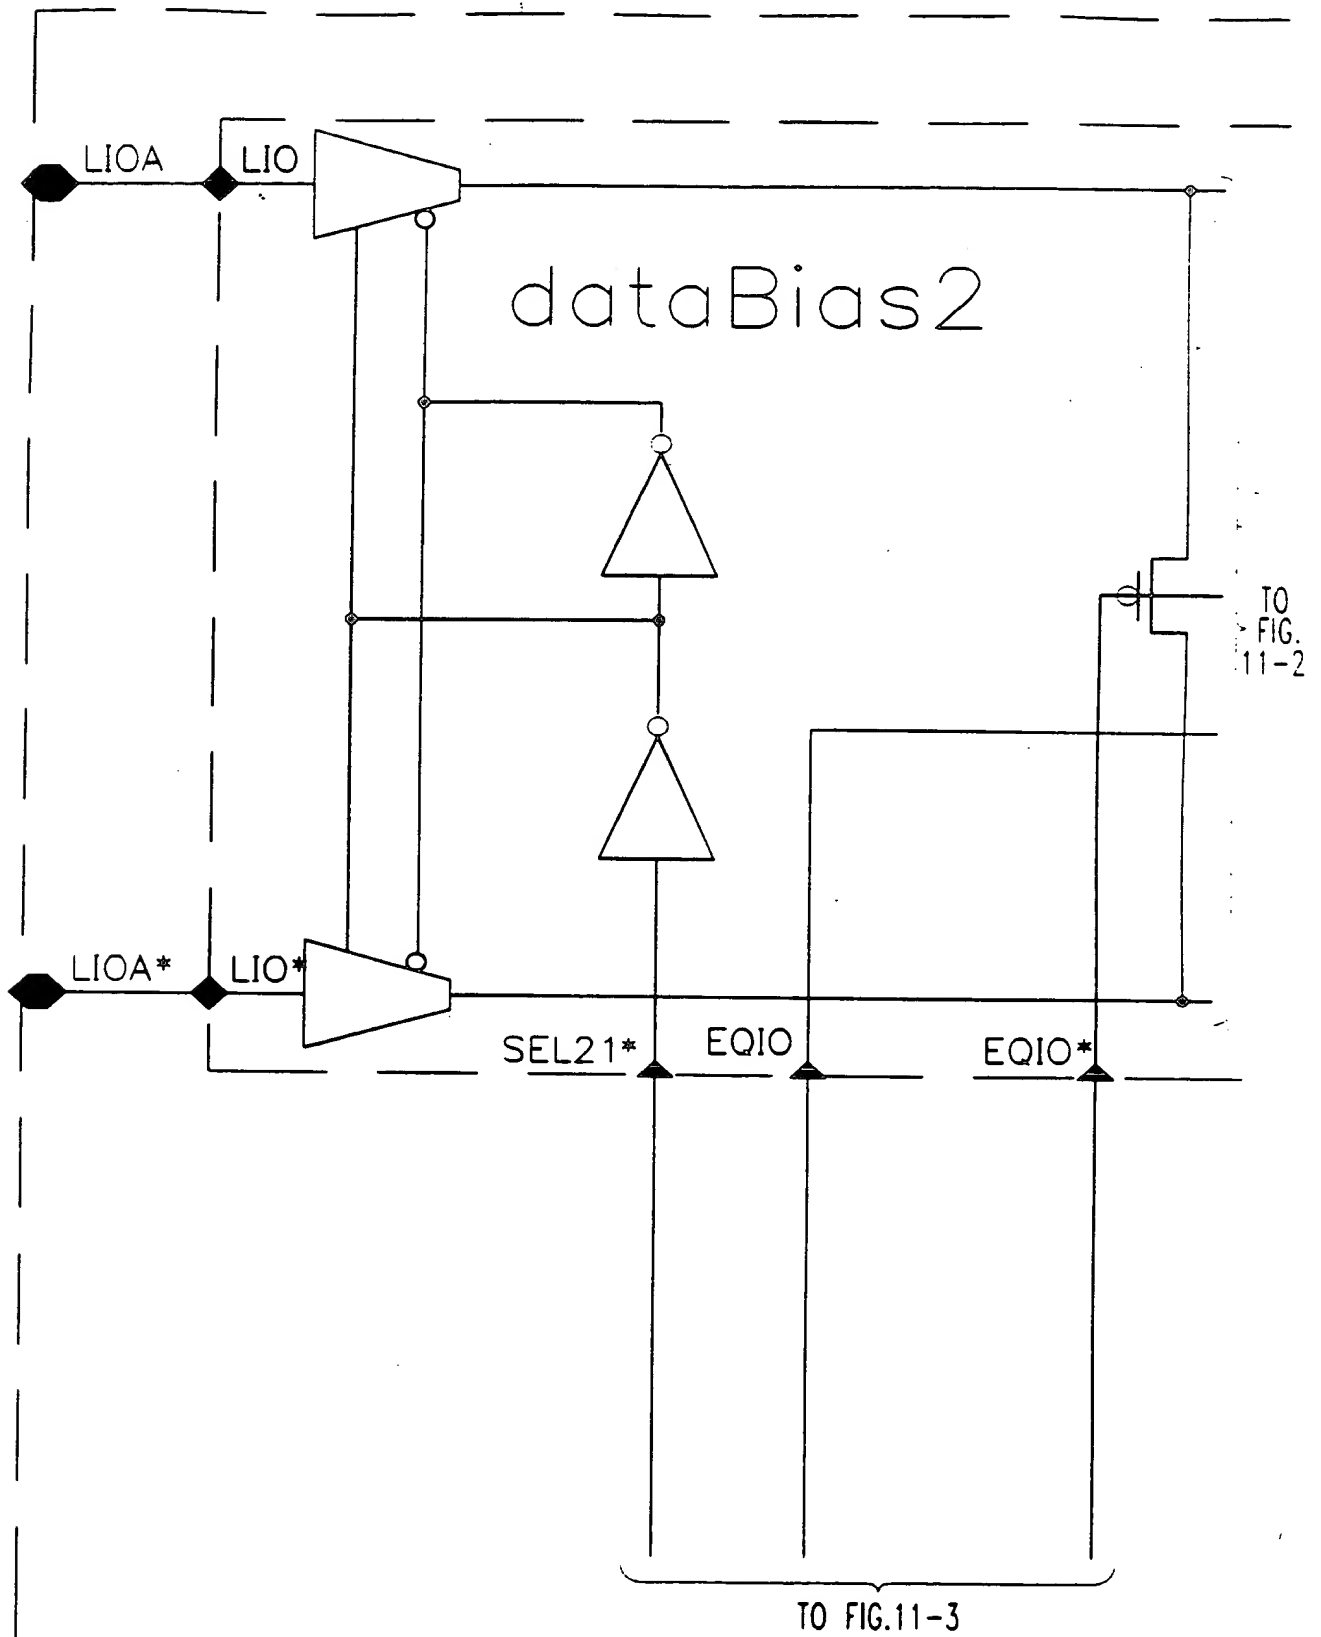 LIOA
LIO
dataBias2
TO
FIG.
11-2
LIOA*
LIO*
SEL21*
EQIO
EQIO*
TO FIG.11-3